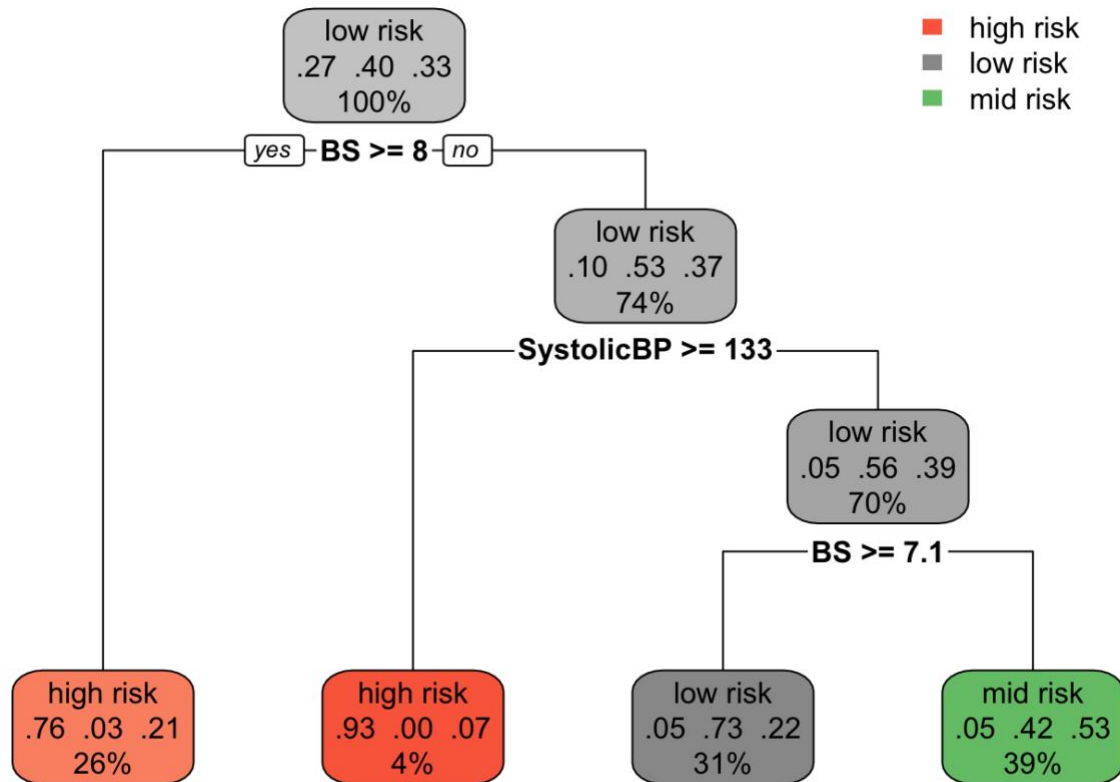 low risk
.27 .40 .33
100%
high risk
low risk
mid risk
yes BS >= 8 no
low risk
.10 .53 .37
74%
SystolicBP >= 133
low risk
.05 .56 .39
70%
BS >= 7.1
high risk
.76 .03 .21
26%
high risk
.93 .00 .07
4%
low risk
.05 .73 .22
31%
mid risk
.05 .42 .53
39%